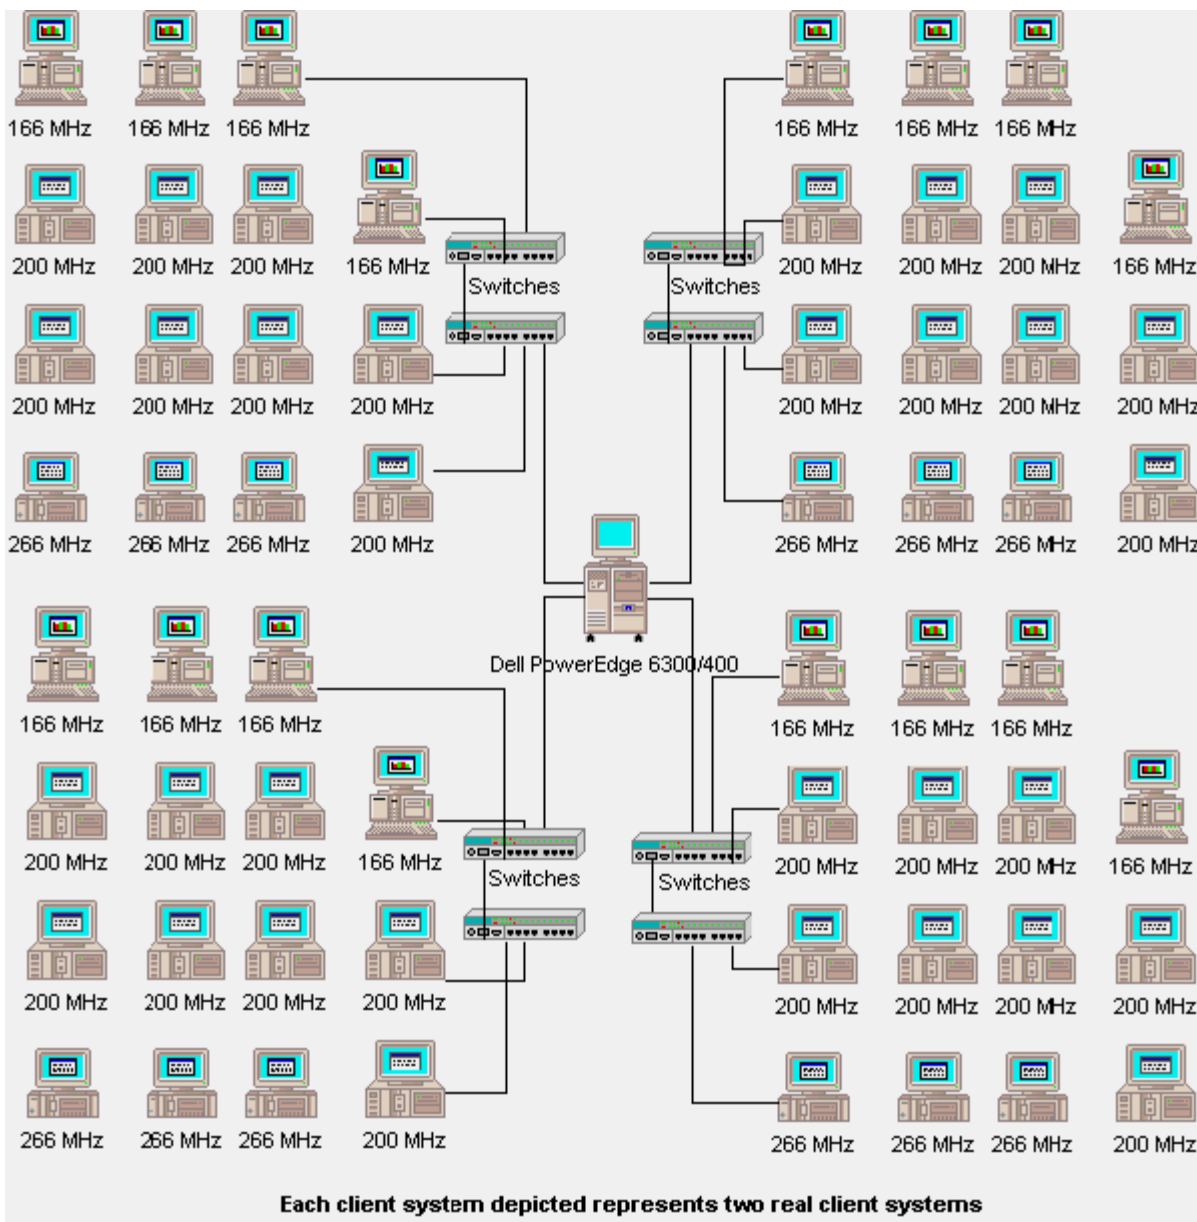 166 MHz 166 MHz 166 MHz 166 MHz 166 MHz 166 MHz
200 MHz 200 MHz 200 MHz 166 MHz 200 MHz 200 MHz 200 MHz 166 MHz
Switches Switches
200 MHz 200 MHz 200 MHz 200 MHz 200 MHz 200 MHz 200 MHz 200 MHz
266 MHz 266 MHz 266 MHz 200 MHz 266 MHz 266 MHz 266 MHz 200 MHz
Dell PowerEdge 6300/400
166 MHz 166 MHz 166 MHz 166 MHz 166 MHz 166 MHz
200 MHz 200 MHz 200 MHz 166 MHz 200 MHz 200 MHz 200 MHz 166 MHz
Switches Switches
200 MHz 200 MHz 200 MHz 200 MHz 200 MHz 200 MHz 200 MHz 200 MHz
266 MHz 266 MHz 266 MHz 200 MHz 266 MHz 266 MHz 266 MHz 200 MHz
Each client system depicted represents two real client systems